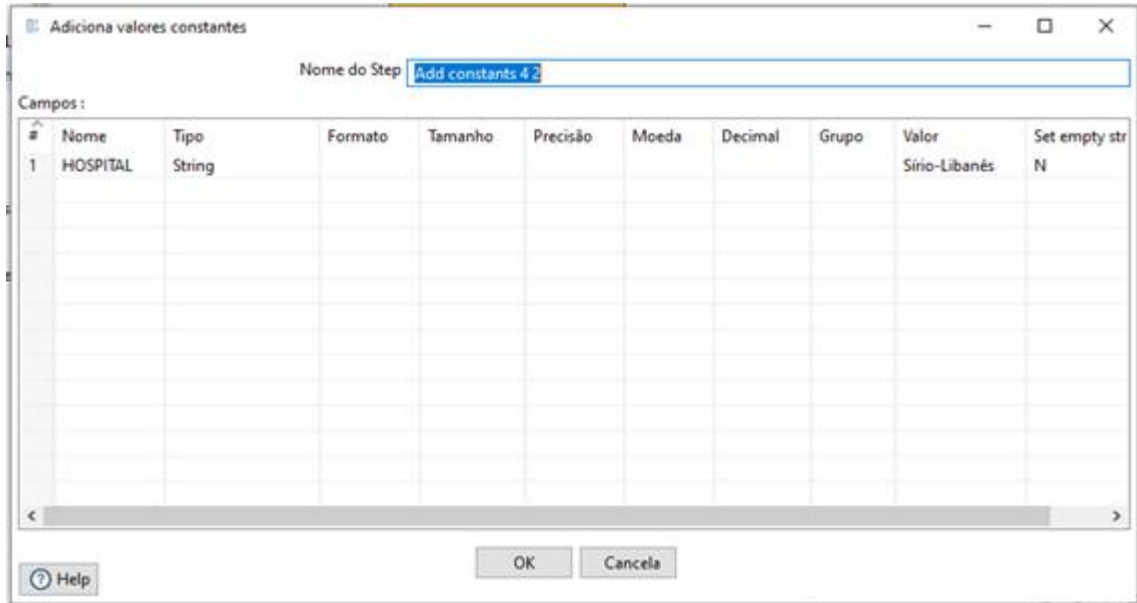 Adiciona valores constantes
Nome do Step Add constants 4 2
Campos :
# Nome Tipo Formato Tamanho Precisão Moeda Decimal Grupo Valor Set empty str
1 HOSPITAL String Sírio-Libanês N
OK Cancela
Help